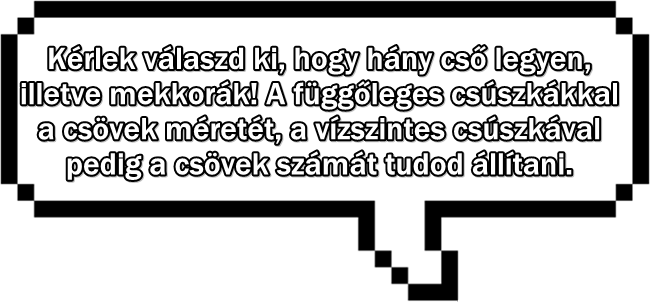 Kérlek válaszd ki, hogy hány cső legyen,
illetve mekkorák! A függőleges csúszkákkal
a csövek méretét, a vízszintes csúszkával
pedig a csövek számát tudod állítani.